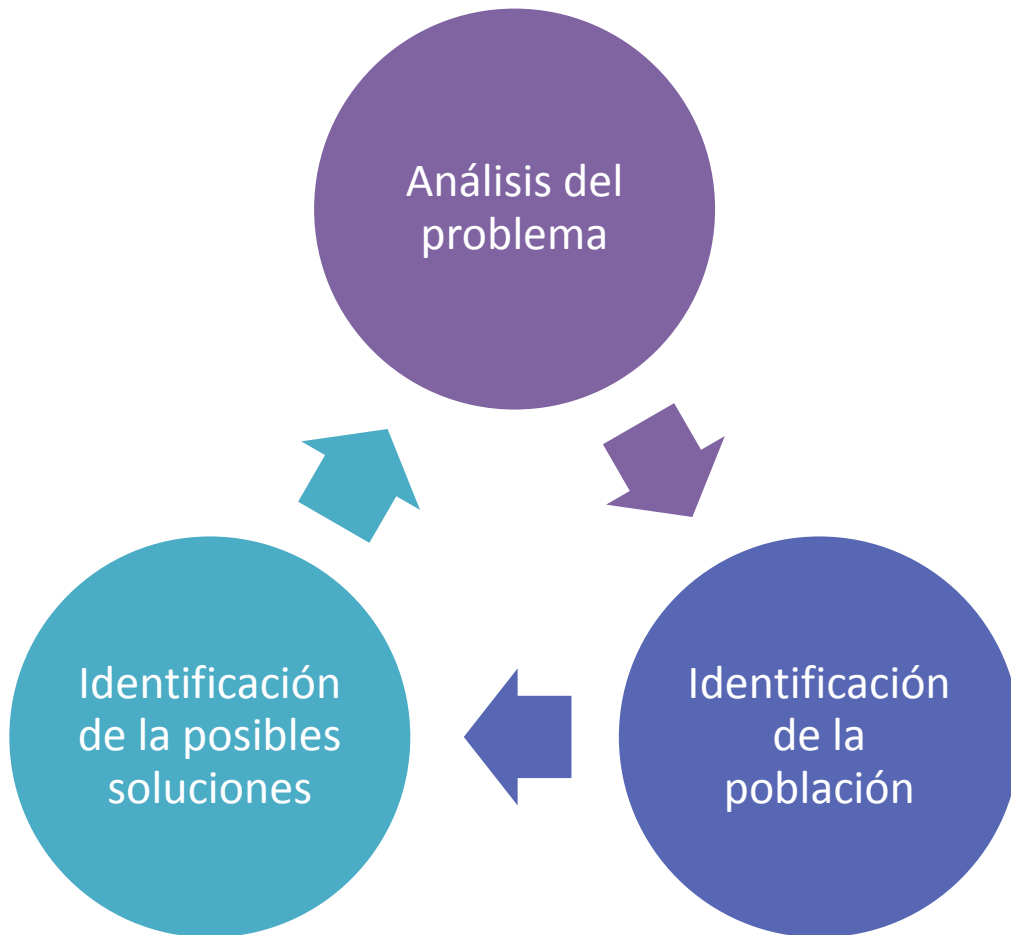 Análisis del
problema
Identificación
de la
población
Identificación
de la posibles
soluciones